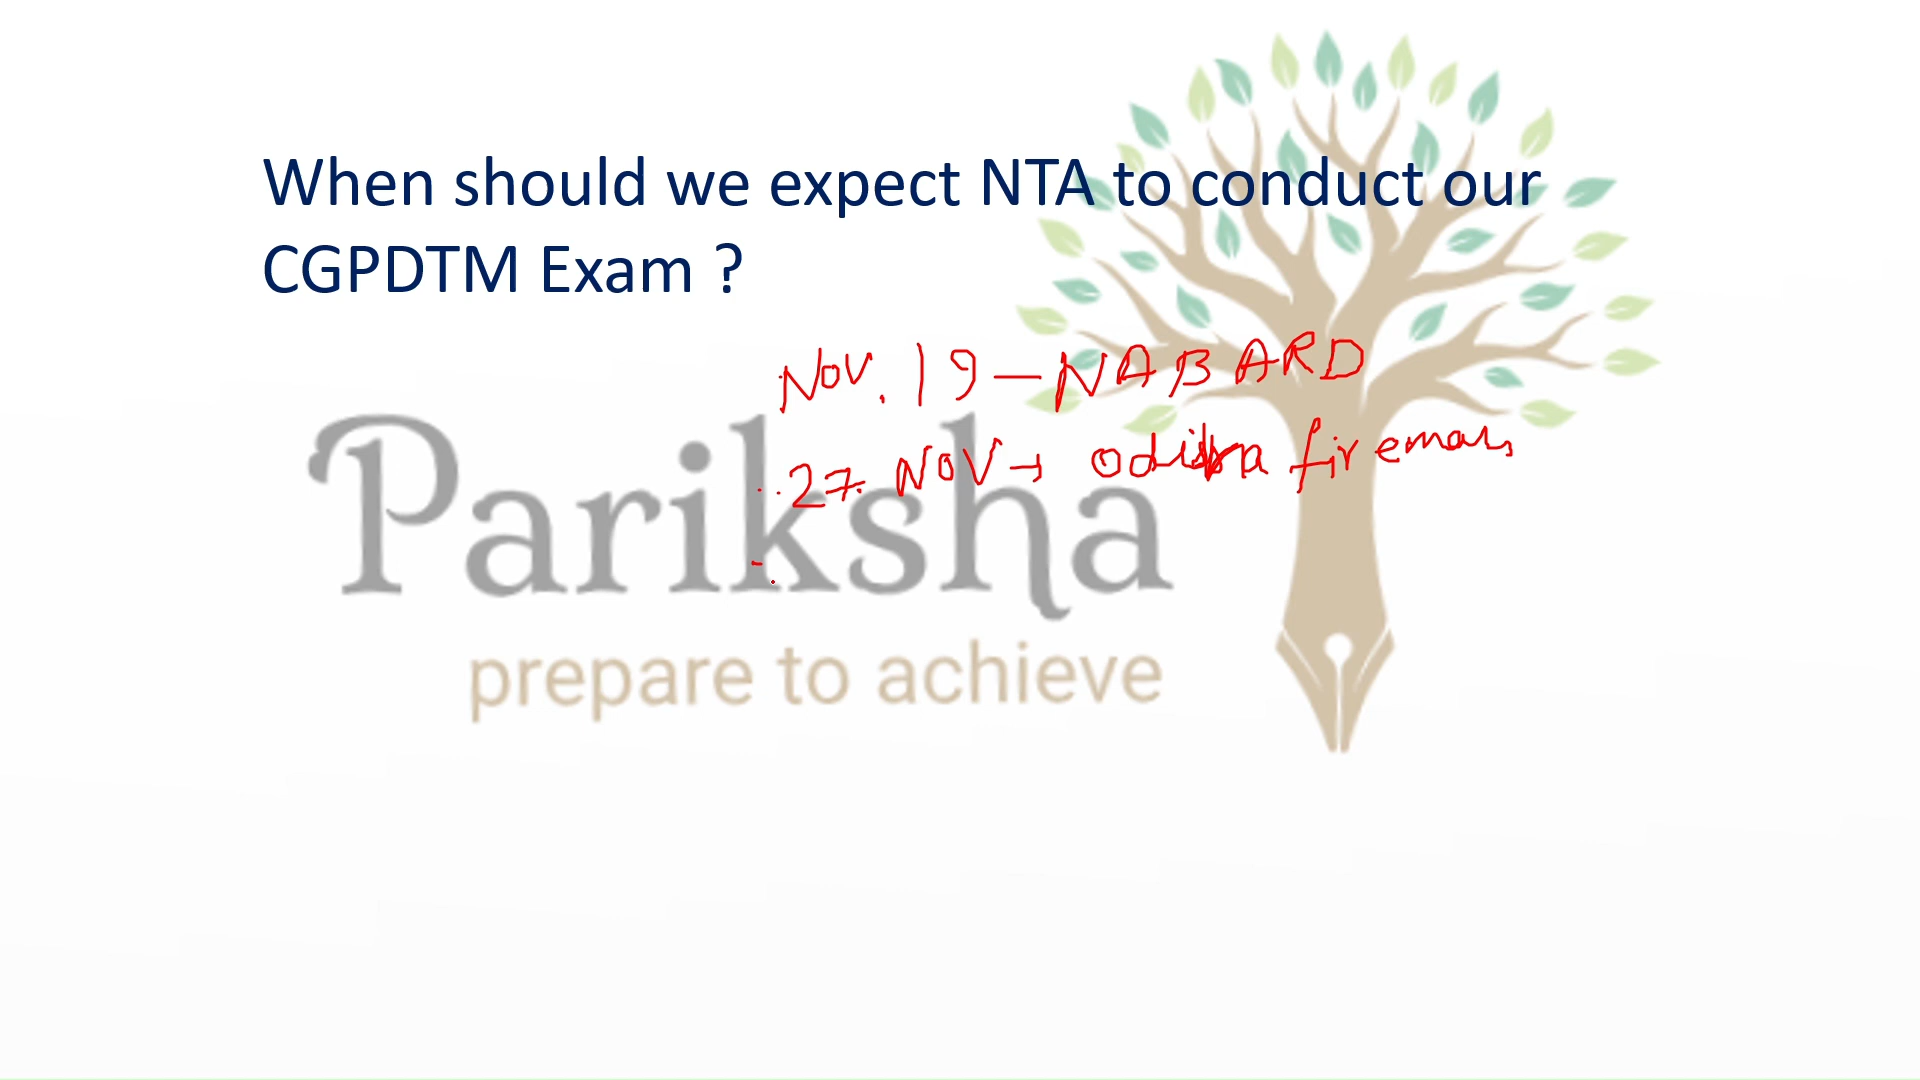 When should we expect NTA to conduct our
CGPDTM Exam ?
Nov. 19 - NABARD
27. NOV → odisha firemans
Pariksha
prepare to achieve